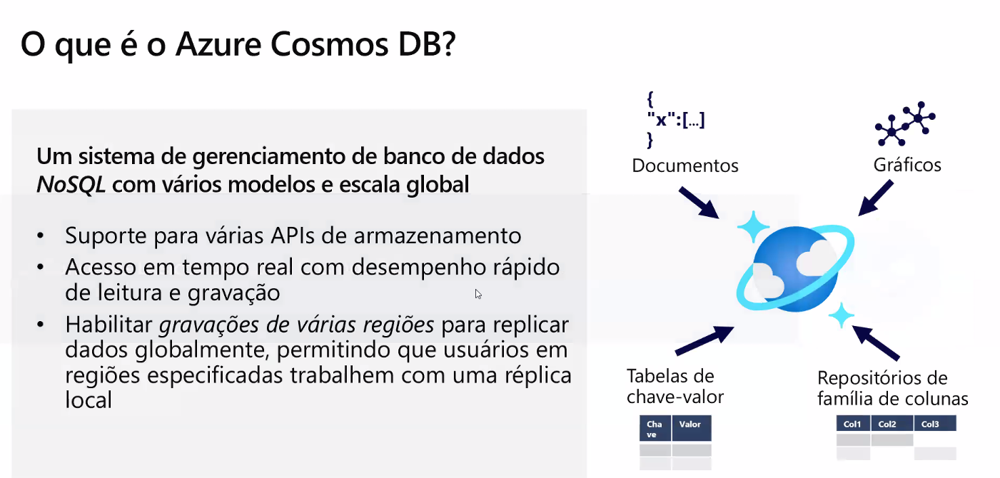 O que é o Azure Cosmos DB?
Um sistema de gerenciamento de banco de dados
NoSQL com vários modelos e escala global
• Suporte para várias APIs de armazenamento
• Acesso em tempo real com desempenho rápido
de leitura e gravação
• Habilitar gravações de várias regiões para replicar
dados globalmente, permitindo que usuários em
regiões especificadas trabalhem com uma réplica
local
{
"x":[...]
}
Documentos
Gráficos
Tabelas de
chave-valor
Cha
ve
Valor
Repositórios de
família de colunas
Col1 Col2 Col3